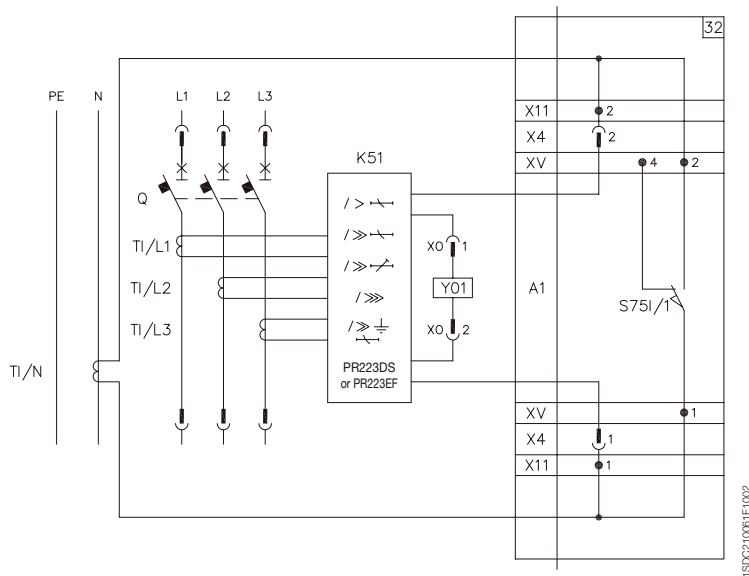 32
PE N L1 L2 L3
X11 2
X4 2
K51
XV 4 2
Q
/>
TI/L1 />>
X0 1
/>>
TI/L2 Y01 A1
/>>>
S75I/1
TI/L3 />> X0 2
TI/N
PR223DS
or PR223EF
XV 1
X4 1
X11 1
1SDC210061F1002